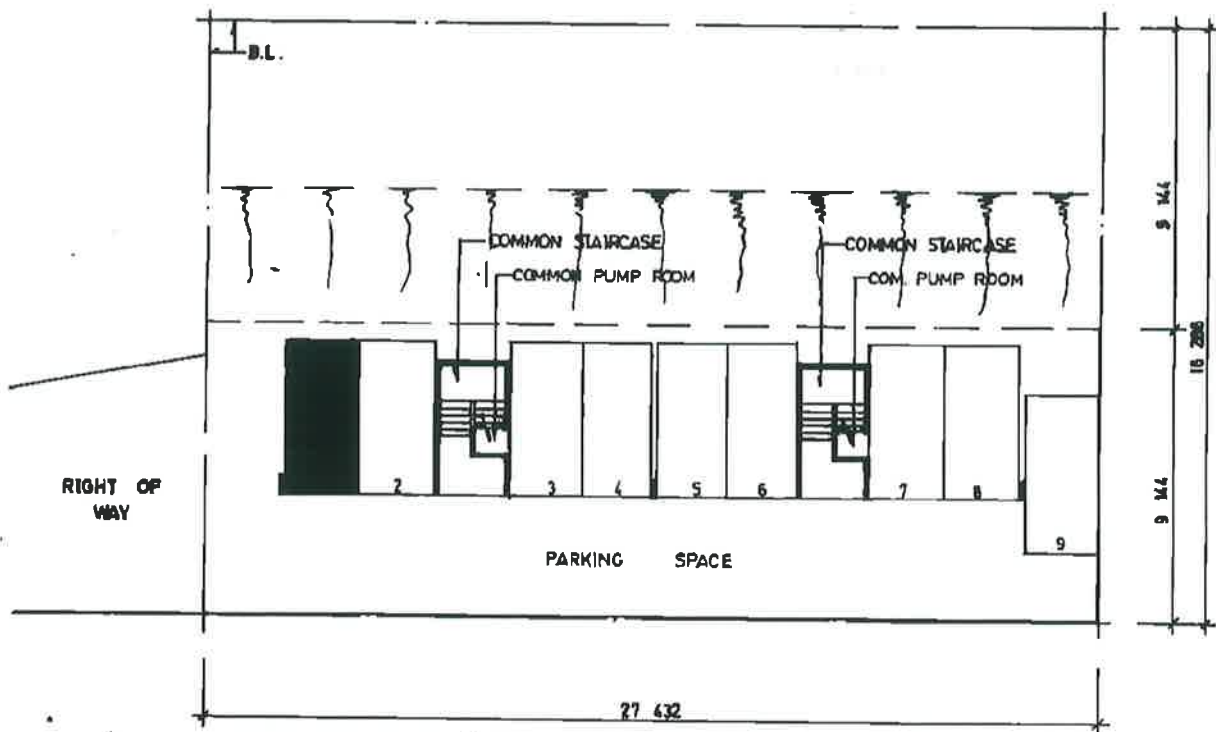 B.L.
COMMON STAIRCASE
COMMON STAIRCASE
COMMON PUMP ROOM
COM. PUMP ROOM
9 144
18 288
RIGHT OF
WAY
2
3
4
5
6
7
8
9
9 144
PARKING SPACE
27 432